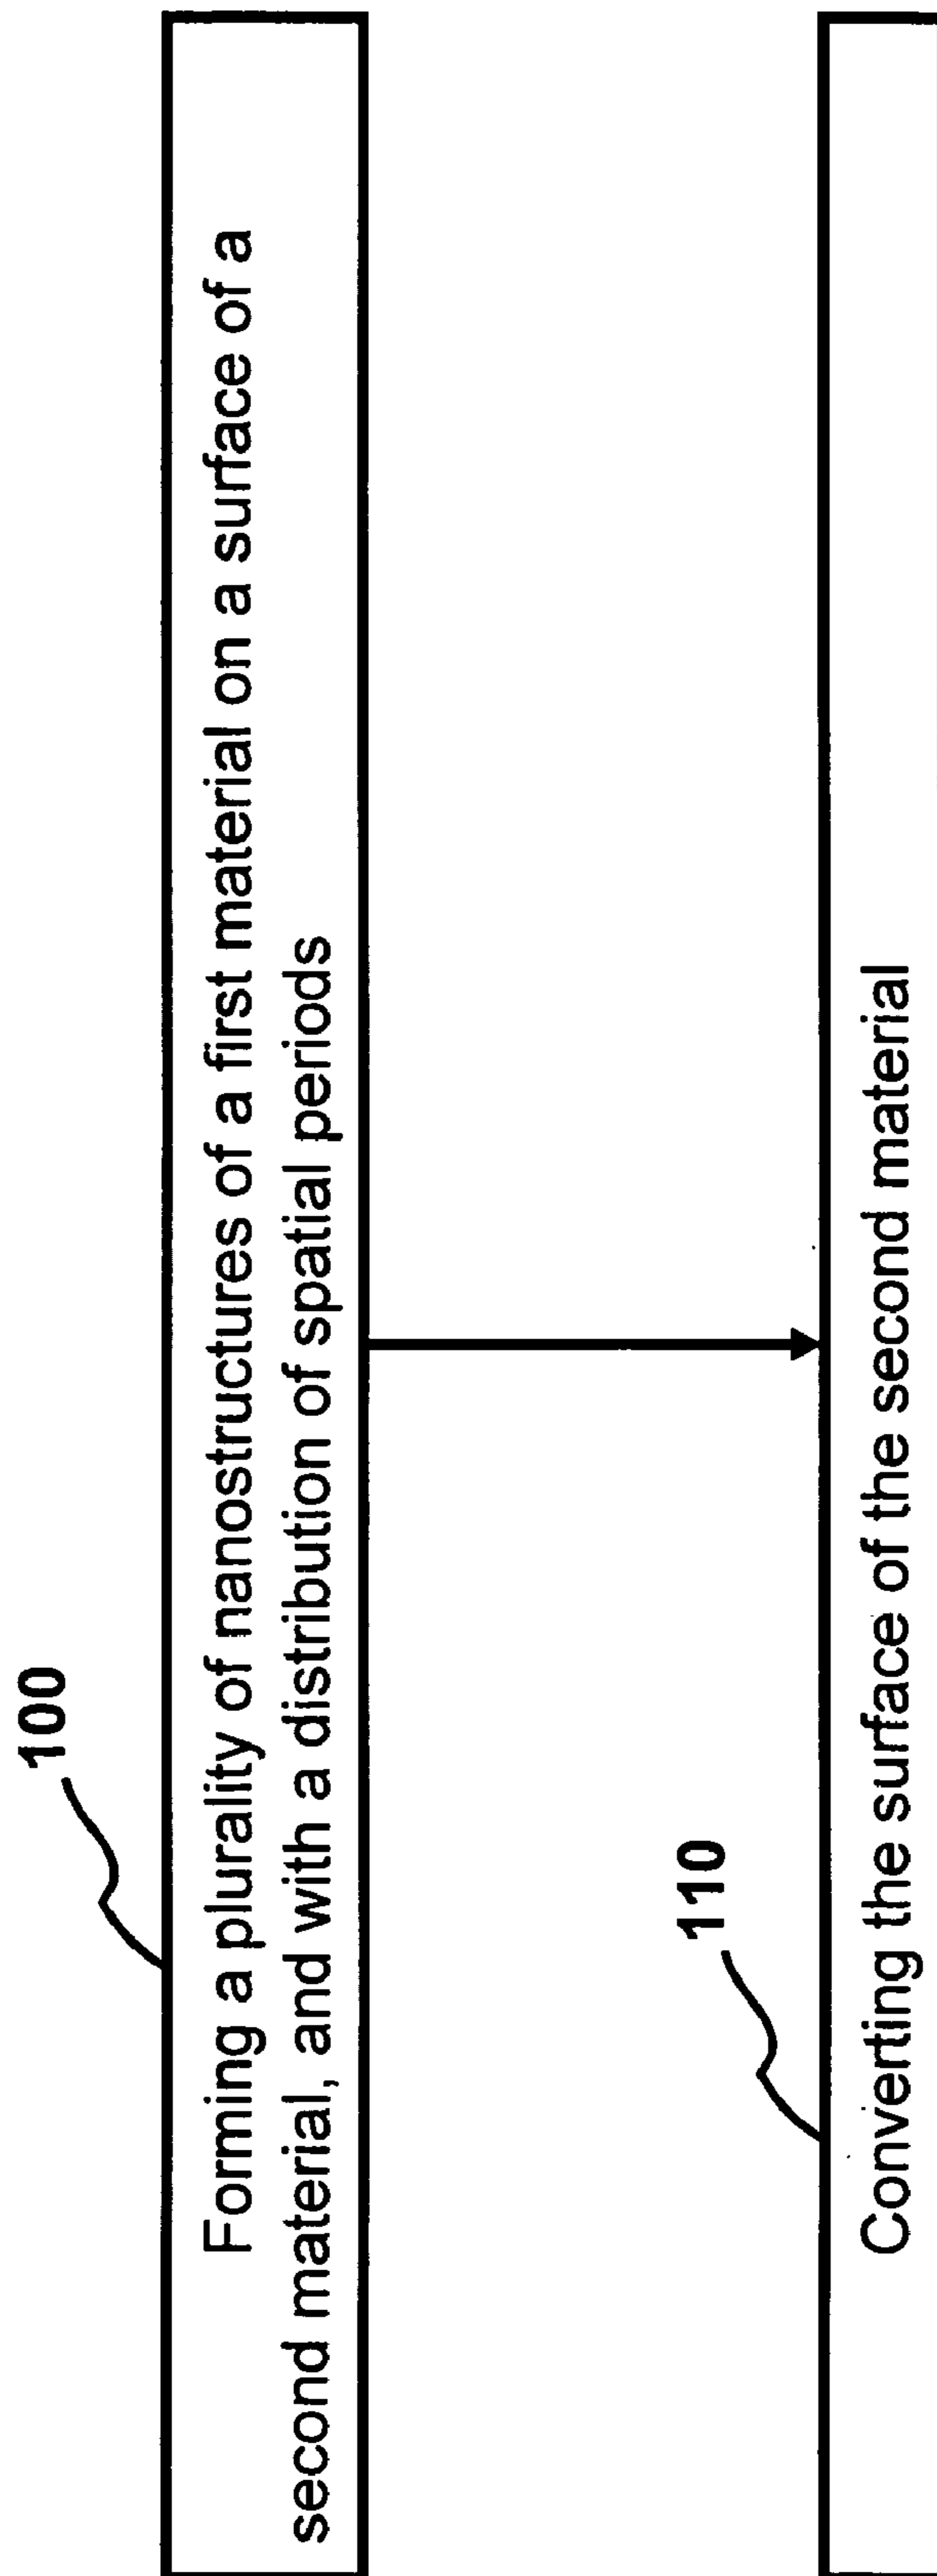 100
Forming a plurality of nanostructures of a first material on a surface of a
second material, and with a distribution of spatial periods
110
Converting the surface of the second material